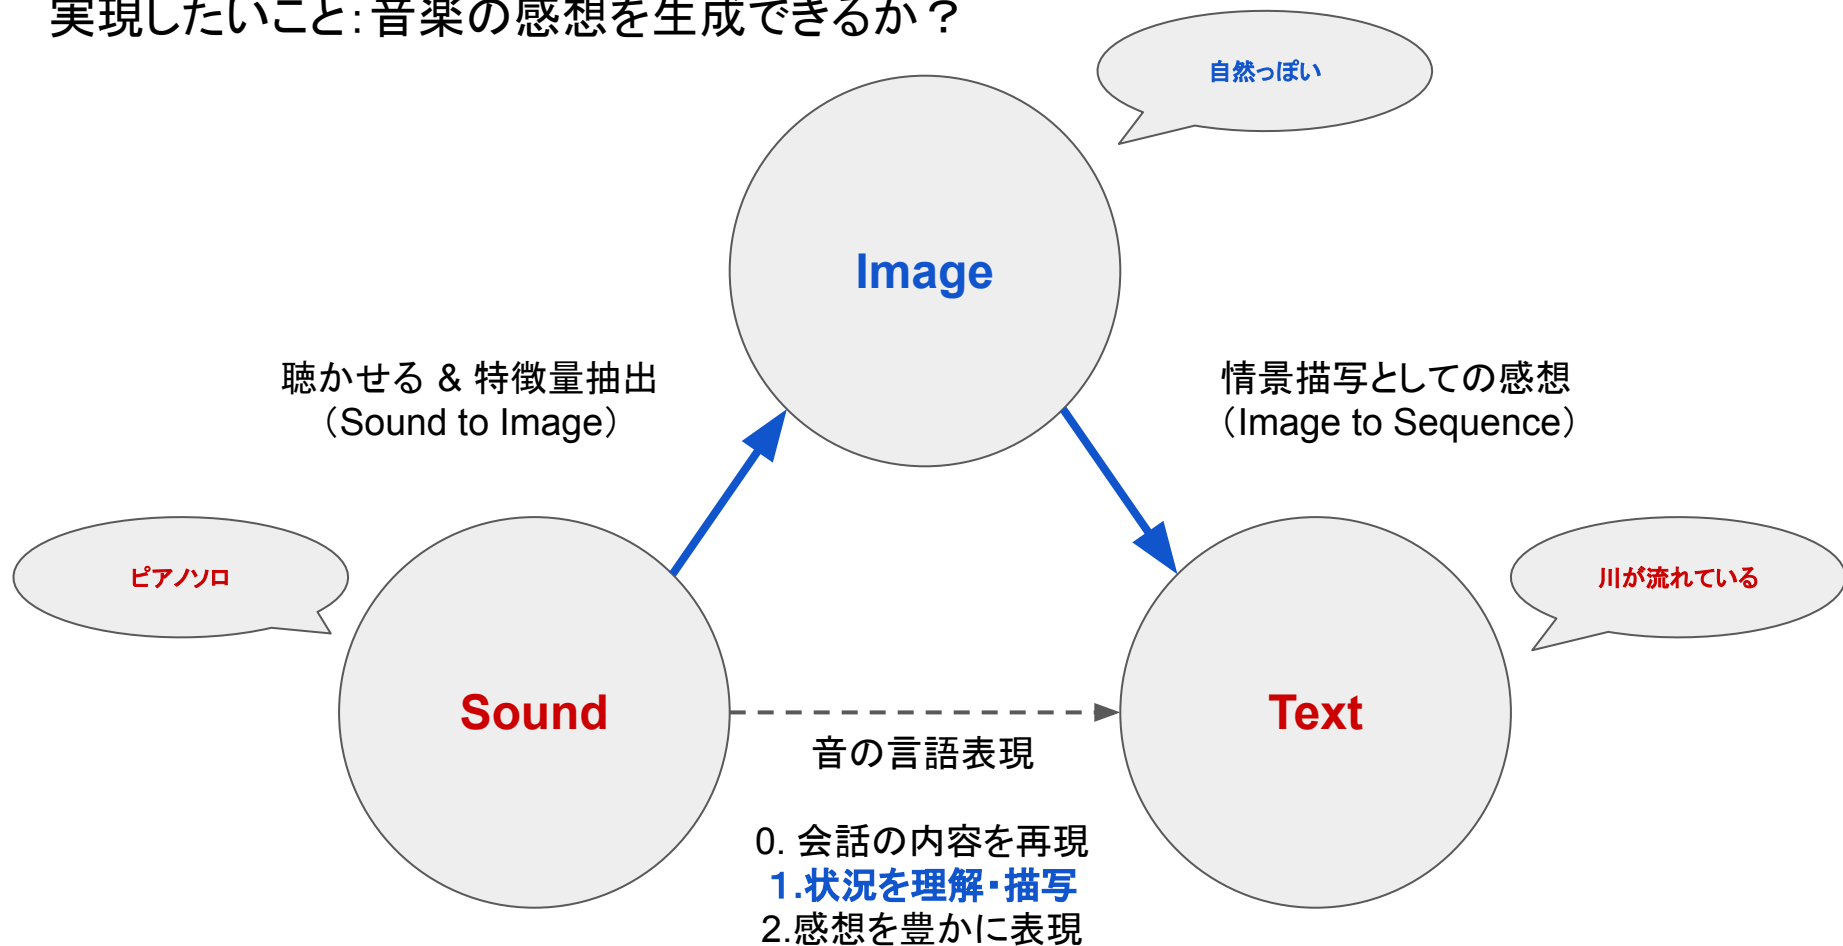 実現したいこと：音楽の感想を生成できるか？
自然っぽい
Image
聴かせる & 特徴量抽出
（Sound to Image）
情景描写としての感想
（Image to Sequence）
ピアノソロ
川が流れている
Sound
Text
音の言語表現
0. 会話の内容を再現
１.状況を理解・描写
2.感想を豊かに表現